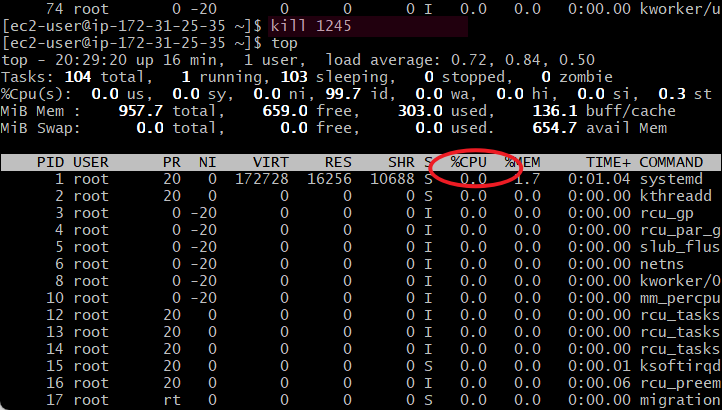 74 root 0 -20 0 0 0 I 0.0 0.0 0:00.00 kworker/u
[ec2-user@ip-172-31-25-35 ~]$ kill 1245
[ec2-user@ip-172-31-25-35 ~]$ top
top - 20:29:20 up 16 min, 1 user, load average: 0.72, 0.84, 0.50
Tasks: 104 total, 1 running, 103 sleeping, 0 stopped, 0 zombie
%Cpu(s): 0.0 us, 0.0 sy, 0.0 ni, 99.7 id, 0.0 wa, 0.0 hi, 0.0 si, 0.3 st
MiB Mem : 957.7 total, 659.0 free, 303.0 used, 136.1 buff/cache
MiB Swap: 0.0 total, 0.0 free, 0.0 used. 654.7 avail Mem
PID USER PR NI VIRT RES SHR S %CPU %MEM TIME+ COMMAND
1 root 20 0 172728 16256 10688 S 0.0 1.7 0:01.04 systemd
2 root 20 0 0 0 0 S 0.0 0.0 0:00.00 kthreadd
3 root 0 -20 0 0 0 I 0.0 0.0 0:00.00 rcu_gp
4 root 0 -20 0 0 0 I 0.0 0.0 0:00.00 rcu_par_g
5 root 0 -20 0 0 0 I 0.0 0.0 0:00.00 slub_flus
6 root 0 -20 0 0 0 I 0.0 0.0 0:00.00 netns
8 root 0 -20 0 0 0 I 0.0 0.0 0:00.00 kworker/0
10 root 0 -20 0 0 0 I 0.0 0.0 0:00.00 mm_percpu
12 root 20 0 0 0 0 I 0.0 0.0 0:00.00 rcu_tasks
13 root 20 0 0 0 0 I 0.0 0.0 0:00.00 rcu_tasks
14 root 20 0 0 0 0 I 0.0 0.0 0:00.00 rcu_tasks
15 root 20 0 0 0 0 S 0.0 0.0 0:00.01 ksoftirqd
16 root 20 0 0 0 0 I 0.0 0.0 0:00.06 rcu_preem
17 root rt 0 0 0 0 S 0.0 0.0 0:00.00 migration